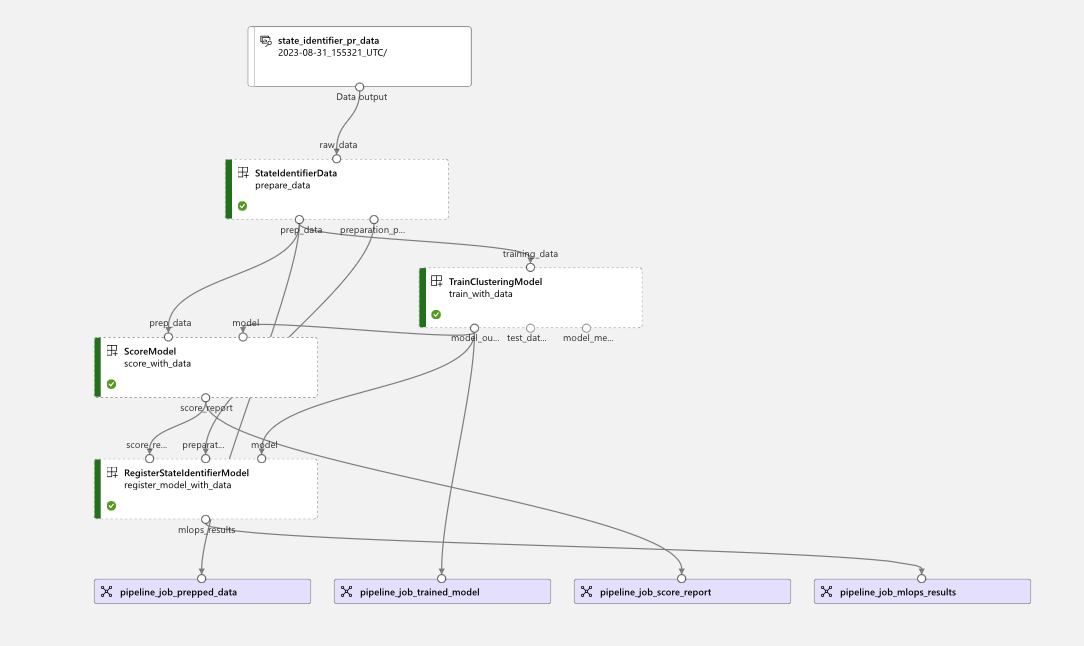 state_identifier_pr_data
2023-08-31_155321_UTC/
Data output
raw_data
StateIdentifierData
prepare_data
prep_data
preparation_p...
training_data
TrainClusteringModel
train_with_data
model_ou...
test_dat...
model_me...
prep_data
model
ScoreModel
score_with_data
score_report
score_re...
preparat...
model
RegisterStateIdentifierModel
register_model_with_data
mlops_results
pipeline_job_prepped_data
pipeline_job_trained_model
pipeline_job_score_report
pipeline_job_mlops_results